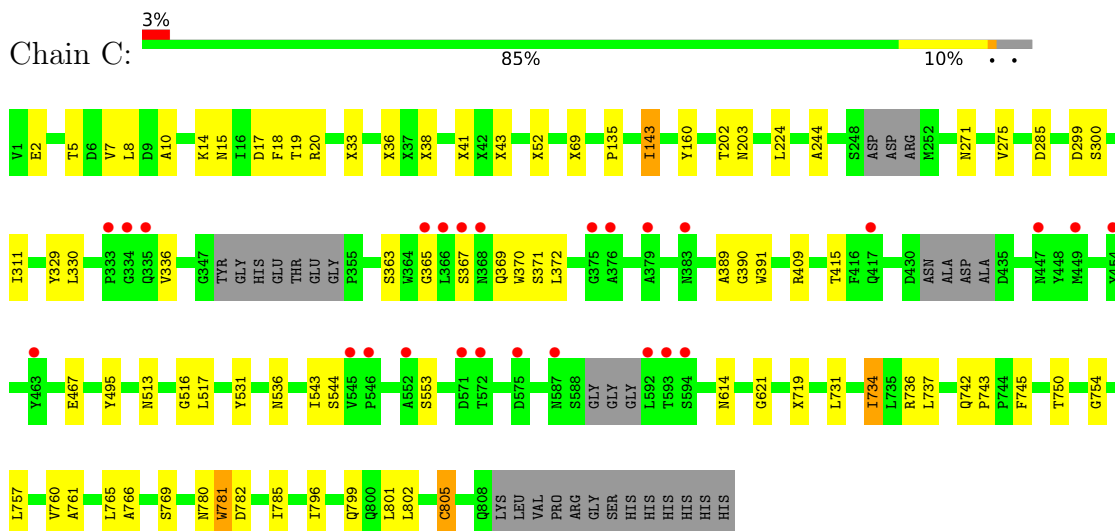 3%
Chain C:
85% 10% • •
V1 E2 T5 D6 V7 L8 D9 A10 K14 N15 I16 D17 F18 T19 R20 X33 X36 X37 X38 X41 X42 X43 X52 X69 P135 I143 Y160 T202 N203 L224 A244 S248 ASP ASP ARG M252 N271 V275 D285 D299 S300
I311 Y329 L330 P333 G334 Q335 V336 G347 TYR GLY HIS GLU THR GLU GLY P355 S363 W364 G365 L366 S367 N368 Q369 W370 S371 L372 G375 A376 A379 N383 A389 G390 W391 R409 T415 F416 Q417 D430 ASN ALA ASP ALA D435 N447 Y448 M449 Y454
Y463 E467 Y495 N513 G516 L517 Y531 N536 I543 S544 V545 P546 A552 S553 D571 T572 D575 N587 S588 GLY GLY GLY L592 T593 S594 N614 G621 X719 L731 I734 L735 R736 L737 Q742 P743 P744 F745 T750 G754
L757 V760 A761 L765 A766 S769 N780 W781 D782 I785 I796 Q799 Q800 L801 L802 C805 Q808 LYS LEU VAL PRO ARG GLY SER HIS HIS HIS HIS HIS HIS